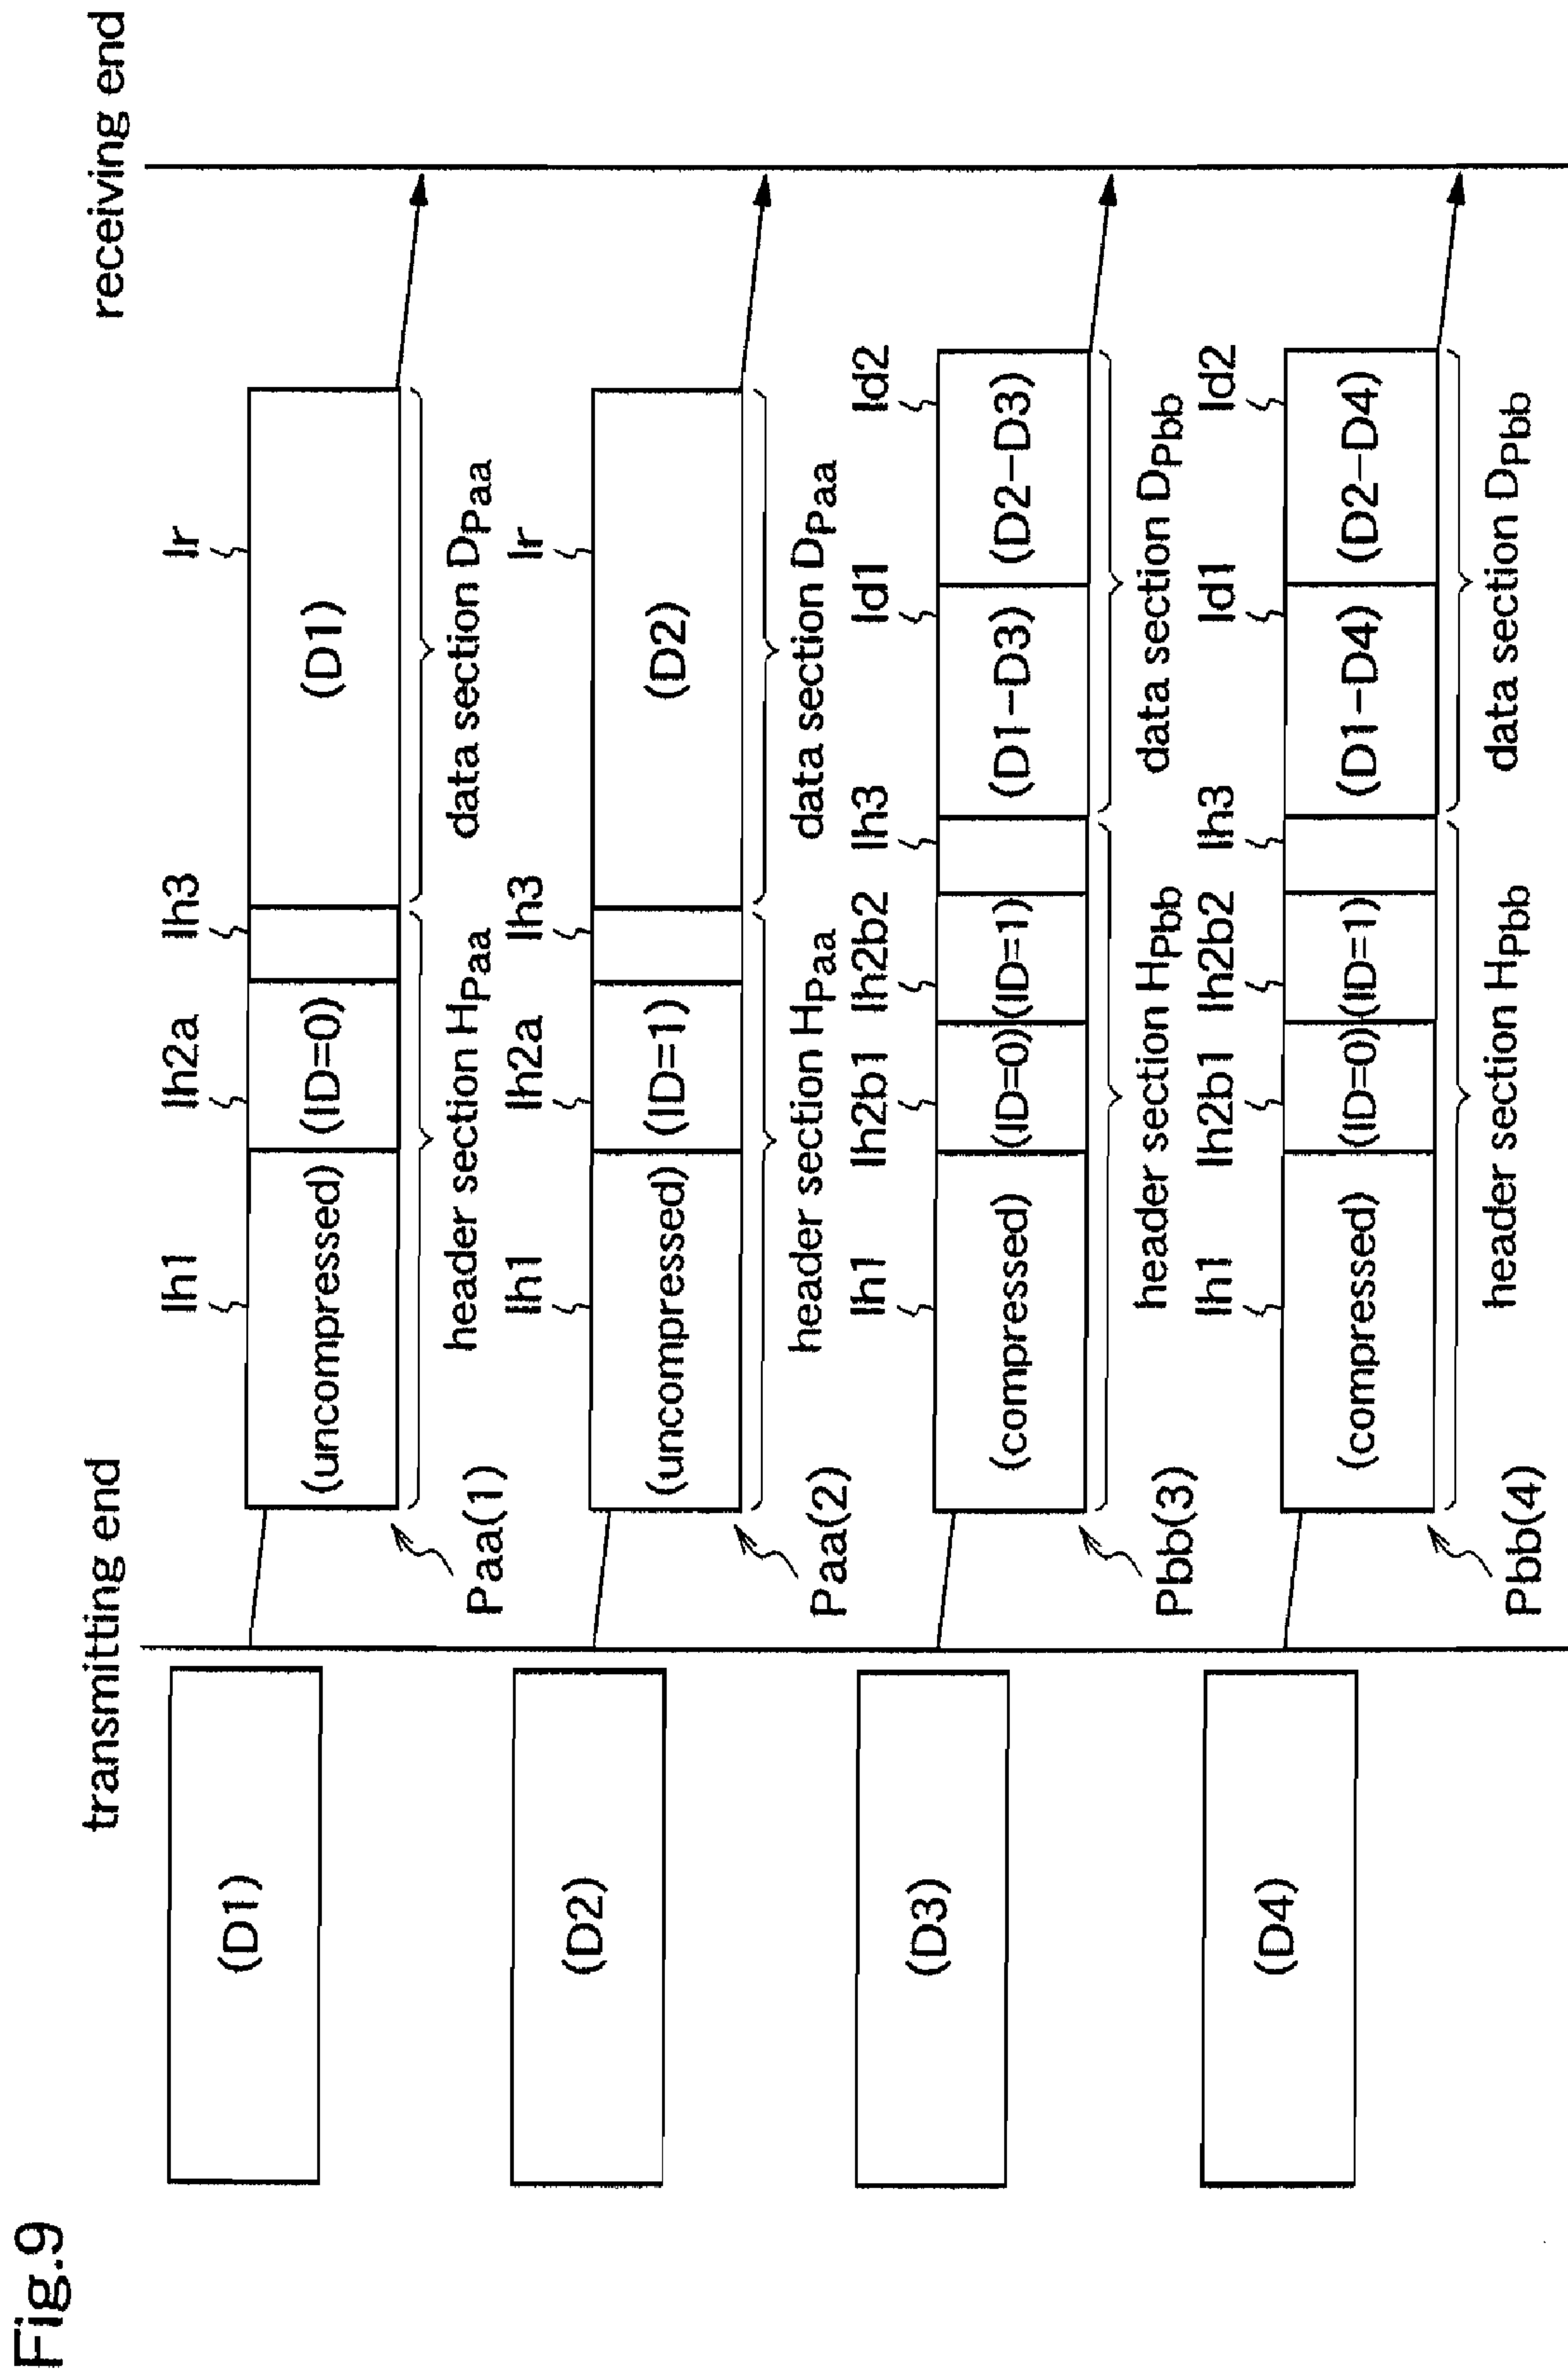 Fig.9
transmitting end
receiving end
(D1)
Ih1
Ih2a
Ih3
Ir
(uncompressed)
(ID=0)
(D1)
header section HPaa
data section DPaa
Paa(1)
(D2)
Ih1
Ih2a
Ih3
Ir
(uncompressed)
(ID=1)
(D2)
header section HPaa
data section DPaa
Paa(2)
(D3)
Ih1
Ih2b1
Ih2b2
Ih3
Id1
Id2
(compressed)
(ID=0)
(ID=1)
(D1-D3)
(D2-D3)
header section HPbb
data section DPbb
Pbb(3)
(D4)
Ih1
Ih2b1
Ih2b2
Ih3
Id1
Id2
(compressed)
(ID=0)
(ID=1)
(D1-D4)
(D2-D4)
header section HPbb
data section DPbb
Pbb(4)